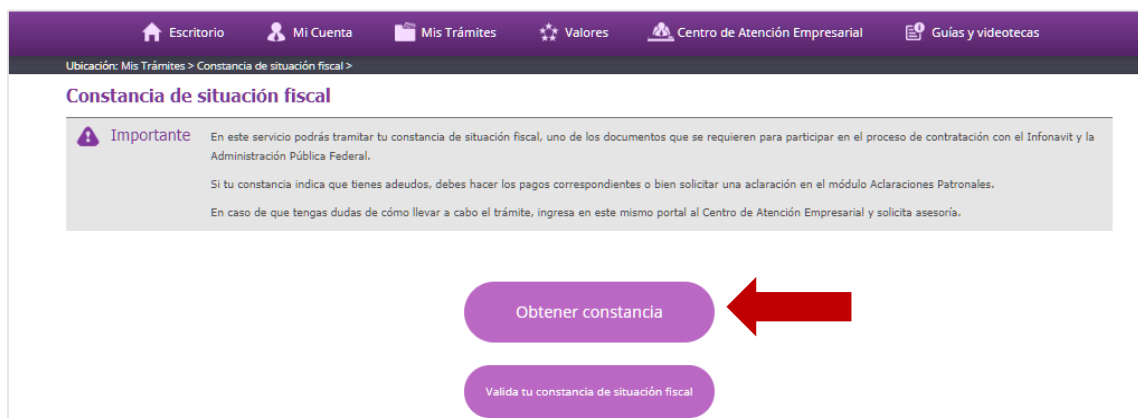 Escritorio Mi Cuenta Mis Trámites Valores Centro de Atención Empresarial Guías y videotecas
Ubicación: Mis Trámites > Constancia de situación fiscal >
Constancia de situación fiscal
Importante En este servicio podrás tramitar tu constancia de situación fiscal, uno de los documentos que se requieren para participar en el proceso de contratación con el Infonavit y la
Administración Pública Federal.
Si tu constancia indica que tienes adeudos, debes hacer los pagos correspondientes o bien solicitar una aclaración en el módulo Aclaraciones Patronales.
En caso de que tengas dudas de cómo llevar a cabo el trámite, ingresa en este mismo portal al Centro de Atención Empresarial y solicita asesoría.
Obtener constancia
Valida tu constancia de situación fiscal